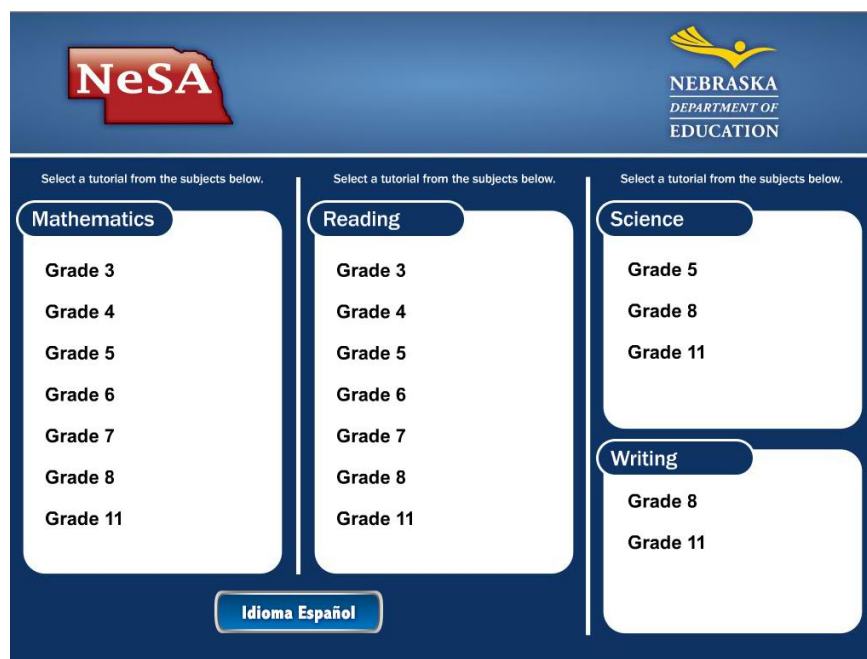 NeSA
NEBRASKA
DEPARTMENT OF
EDUCATION
Select a tutorial from the subjects below.
Mathematics
Grade 3
Grade 4
Grade 5
Grade 6
Grade 7
Grade 8
Grade 11
Select a tutorial from the subjects below.
Reading
Grade 3
Grade 4
Grade 5
Grade 6
Grade 7
Grade 8
Grade 11
Select a tutorial from the subjects below.
Science
Grade 5
Grade 8
Grade 11
Writing
Grade 8
Grade 11
Idioma Español